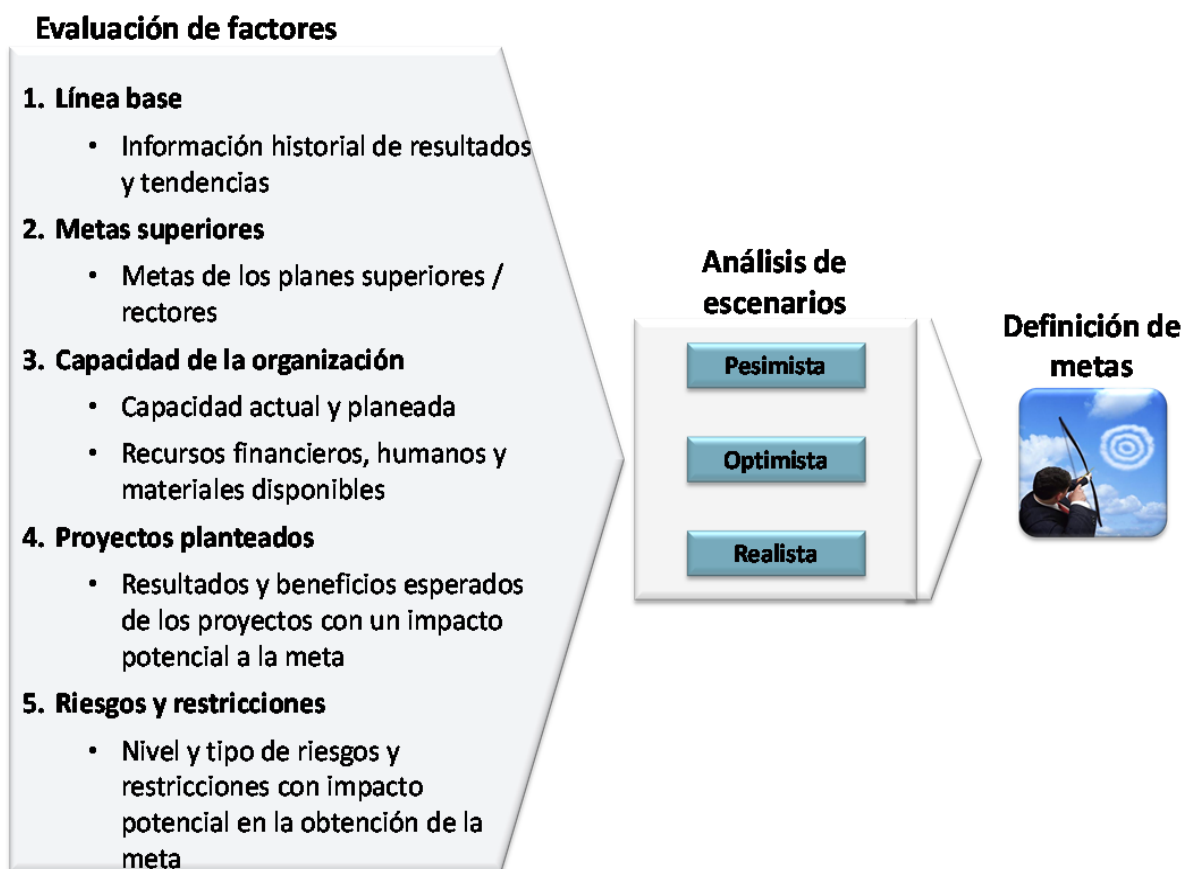 Evaluación de factores
1. Línea base
• Información historial de resultados
y tendencias
2. Metas superiores
• Metas de los planes superiores /
rectores
3. Capacidad de la organización
• Capacidad actual y planeada
• Recursos financieros, humanos y
materiales disponibles
4. Proyectos planteados
• Resultados y beneficios esperados
de los proyectos con un impacto
potencial a la meta
5. Riesgos y restricciones
• Nivel y tipo de riesgos y
restricciones con impacto
potencial en la obtención de la
meta
Análisis de
escenarios
Pesimista
Optimista
Realista
Definición de
metas